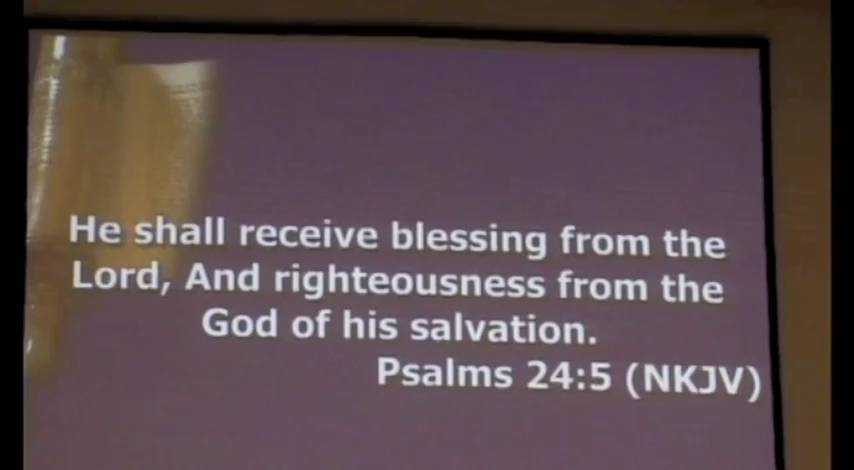 He shall receive blessing from the
Lord, And righteousness from the
God of his salvation.
Psalms 24:5 (NKJV)